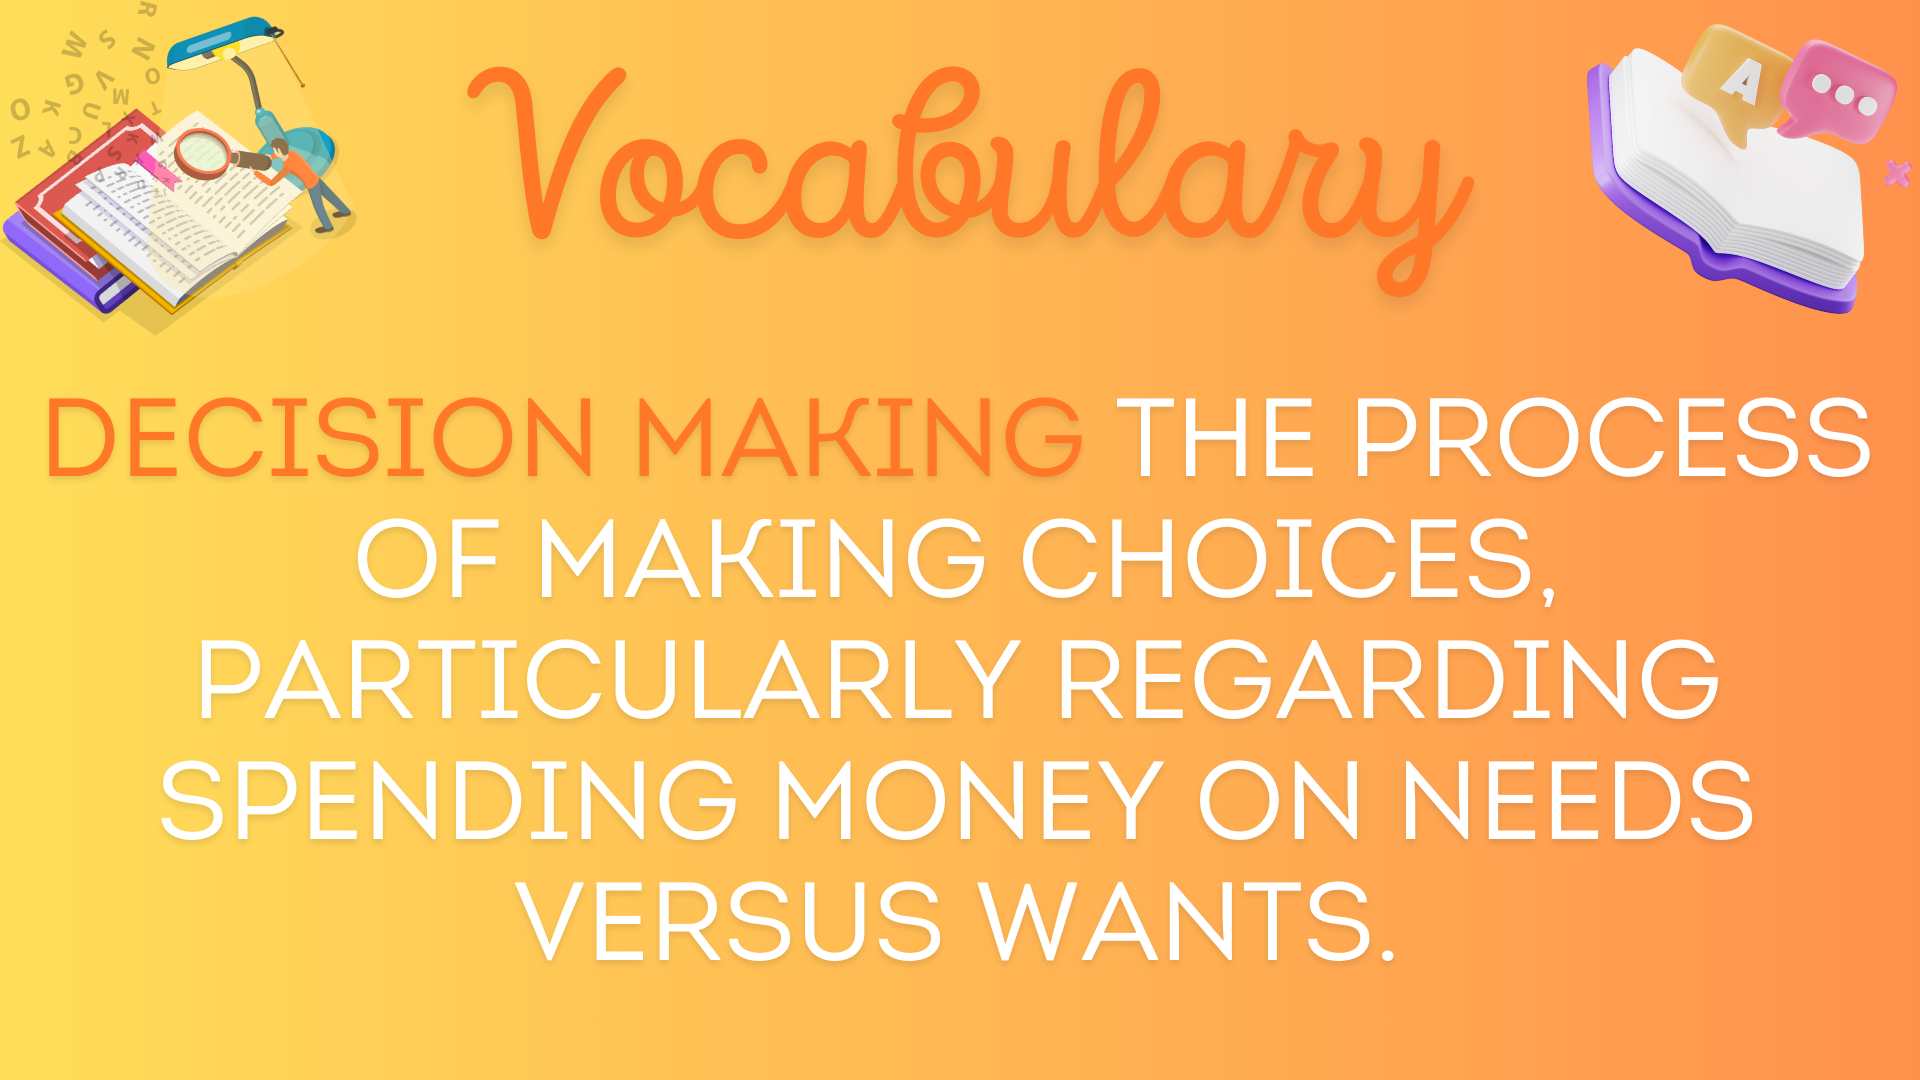 Vocabulary
A
DECISION MAKING THE PROCESS
OF MAKING CHOICES,
PARTICULARLY REGARDING
SPENDING MONEY ON NEEDS
VERSUS WANTS.